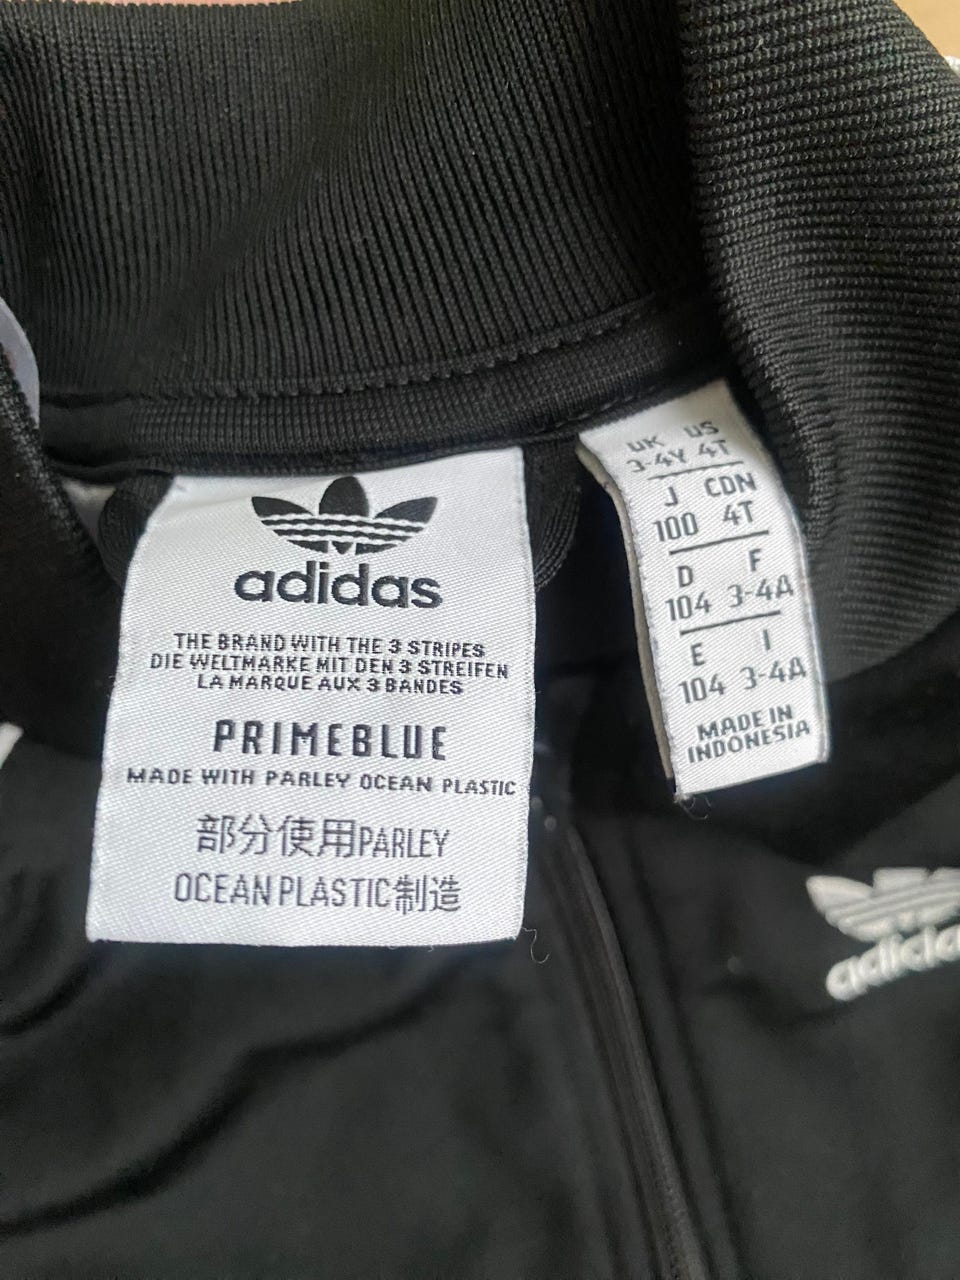 adidas
THE BRAND WITH THE 3 STRIPES
DIE WELTMARKE MIT DEN 3 STREIFEN
LA MARQUE AUX 3 BANDES
PRIMEBLUE
MADE WITH PARLEY OCEAN PLASTIC
部分使用PARLEY
OCEAN PLASTIC制造
UK US
3-4Y 4T
J CDN
100 4T
D F
104 3-4A
E I
104 3-4A
MADE IN
INDONESIA
adidas